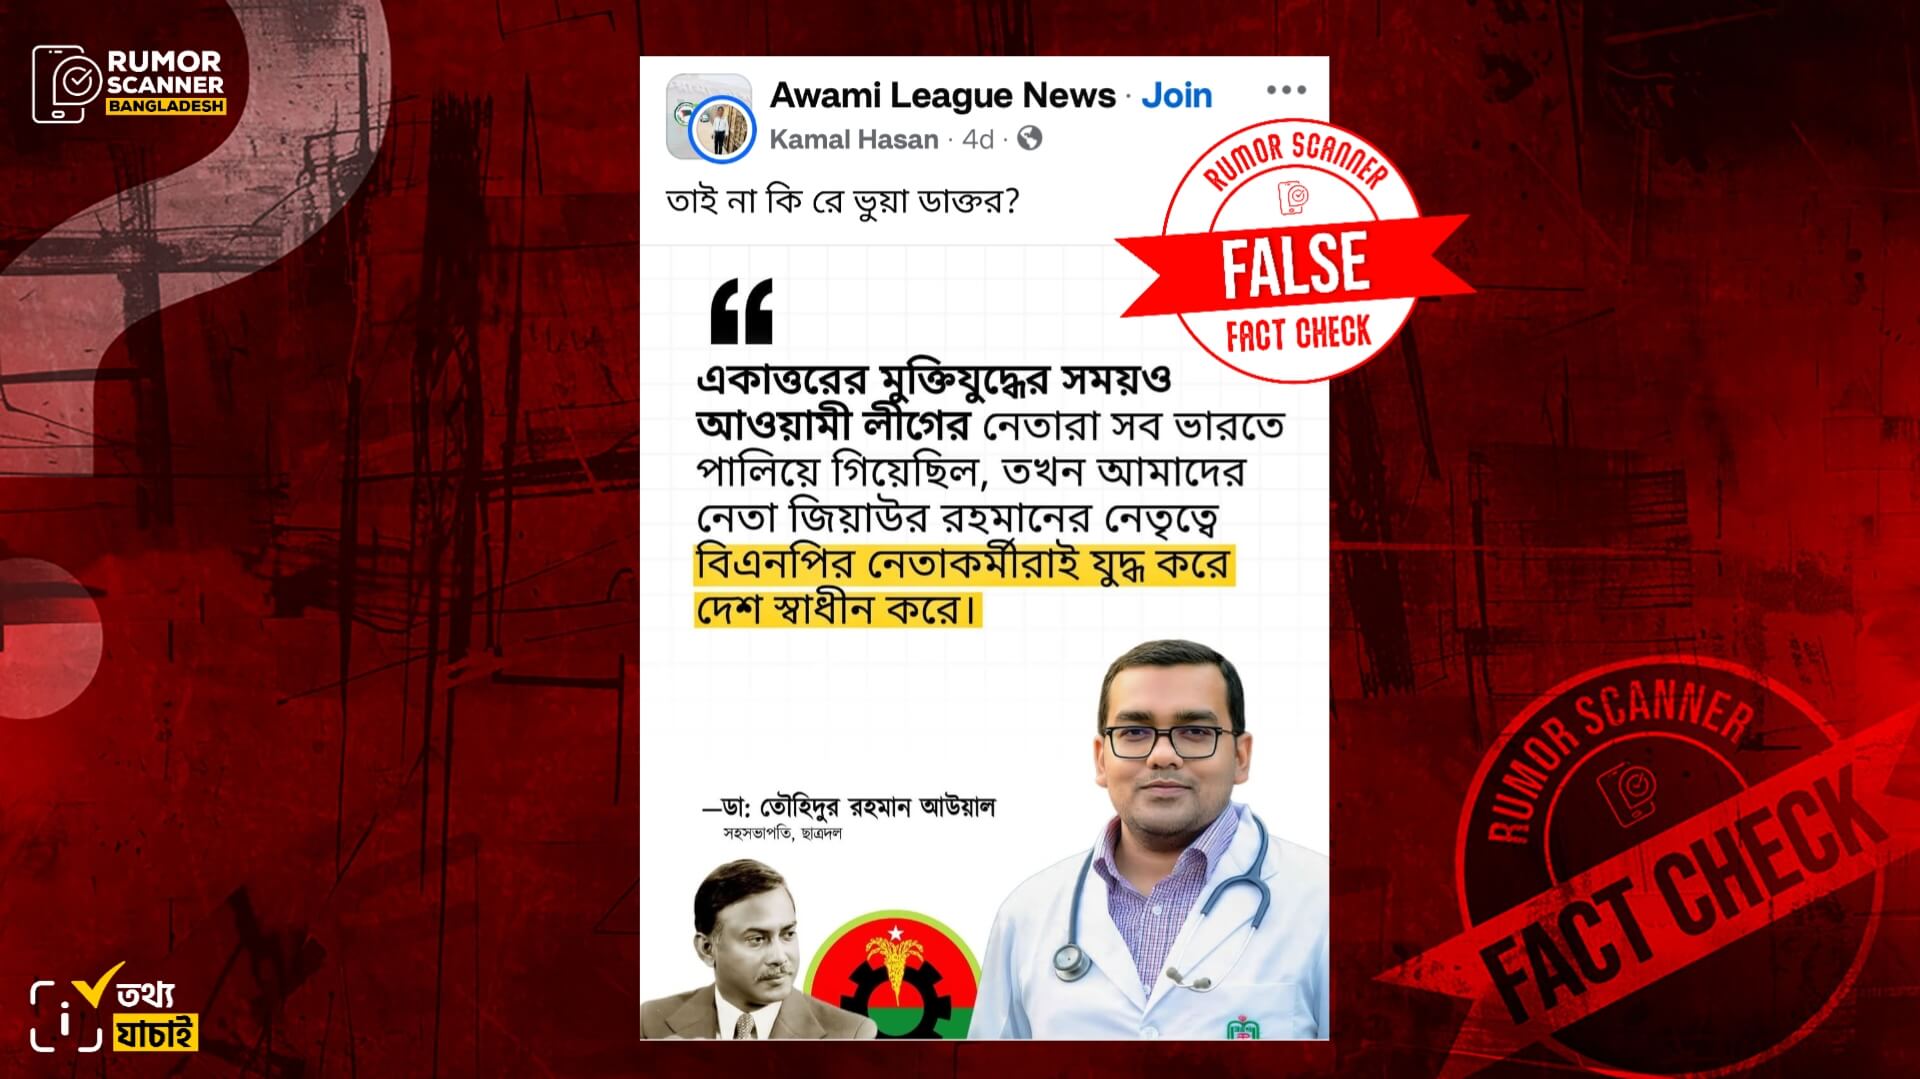 RUMOR
SCANNER
BANGLADESH
Awami League News · Join
Kamal Hasan · 4d ·
তাই না কি রে ভুয়া ডাক্তর?
RUMOR SCANNER
FALSE
FACT CHECK
একাত্তরের মুক্তিযুদ্ধের সময়ও
আওয়ামী লীগের নেতারা সব ভারতে
পালিয়ে গিয়েছিল, তখন আমাদের
নেতা জিয়াউর রহমানের নেতৃত্বে
বিএনপির নেতাকর্মীরাই যুদ্ধ করে
দেশ স্বাধীন করে।
—ডা: তৌহিদুর রহমান আউয়াল
সহসভাপতি, ছাত্রদল
RUMOR SCANNER
FACT CHECK
তথ্য
যাচাই